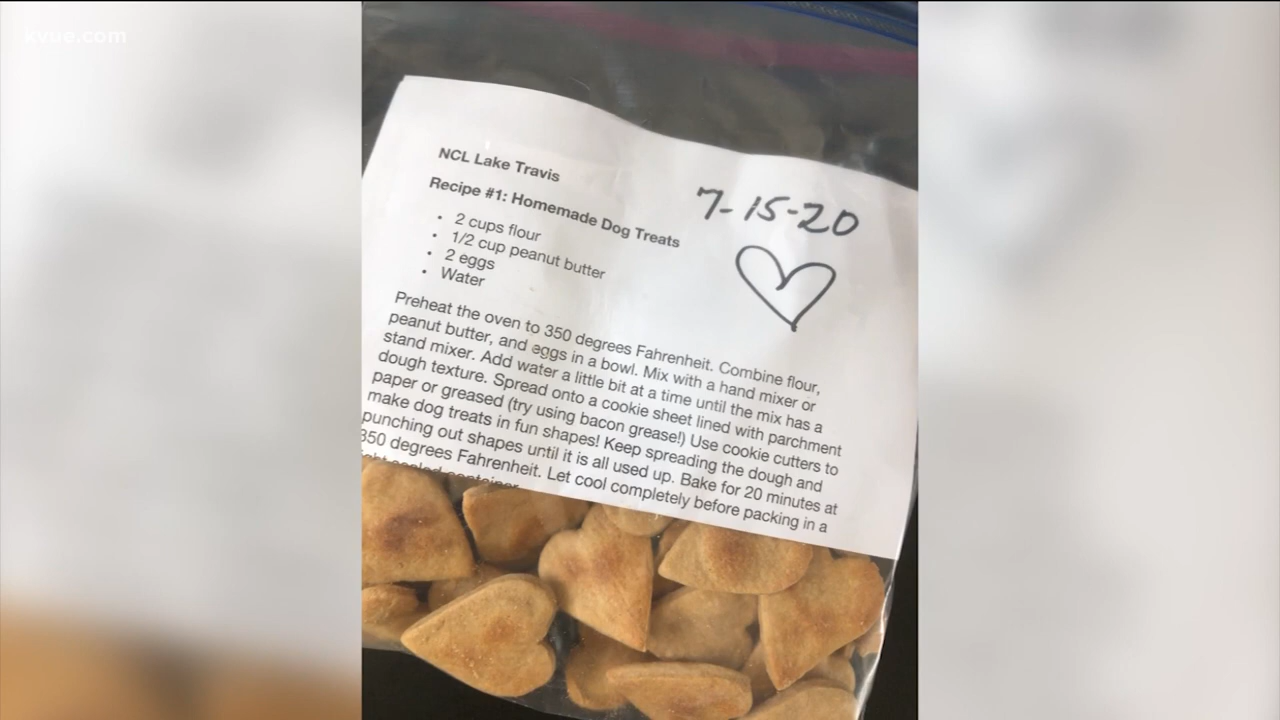 kvue.com
NCL Lake Travis
7-15-20
Recipe #1: Homemade Dog Treats
• 2 cups flour
• 1/2 cup peanut butter
• 2 eggs
• Water
Preheat the oven to 350 degrees Fahrenheit. Combine flour,
peanut butter, and eggs in a bowl. Mix with a hand mixer or
stand mixer. Add water a little bit at a time until the mix has a
dough texture. Spread onto a cookie sheet lined with parchment
paper or greased (try using bacon grease!) Use cookie cutters to
make dog treats in fun shapes! Keep spreading the dough and
punching out shapes until it is all used up. Bake for 20 minutes at
350 degrees Fahrenheit. Let cool completely before packing in a
sealed container.